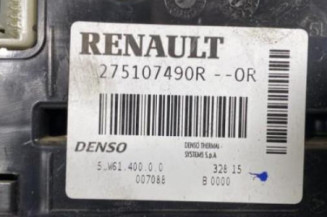 RENAULT
275107490R --OR
DENSO DENSO THERMAL
SYSTEMS S.p.A
5.W61.400.0.0 328 15
007088 B 0000